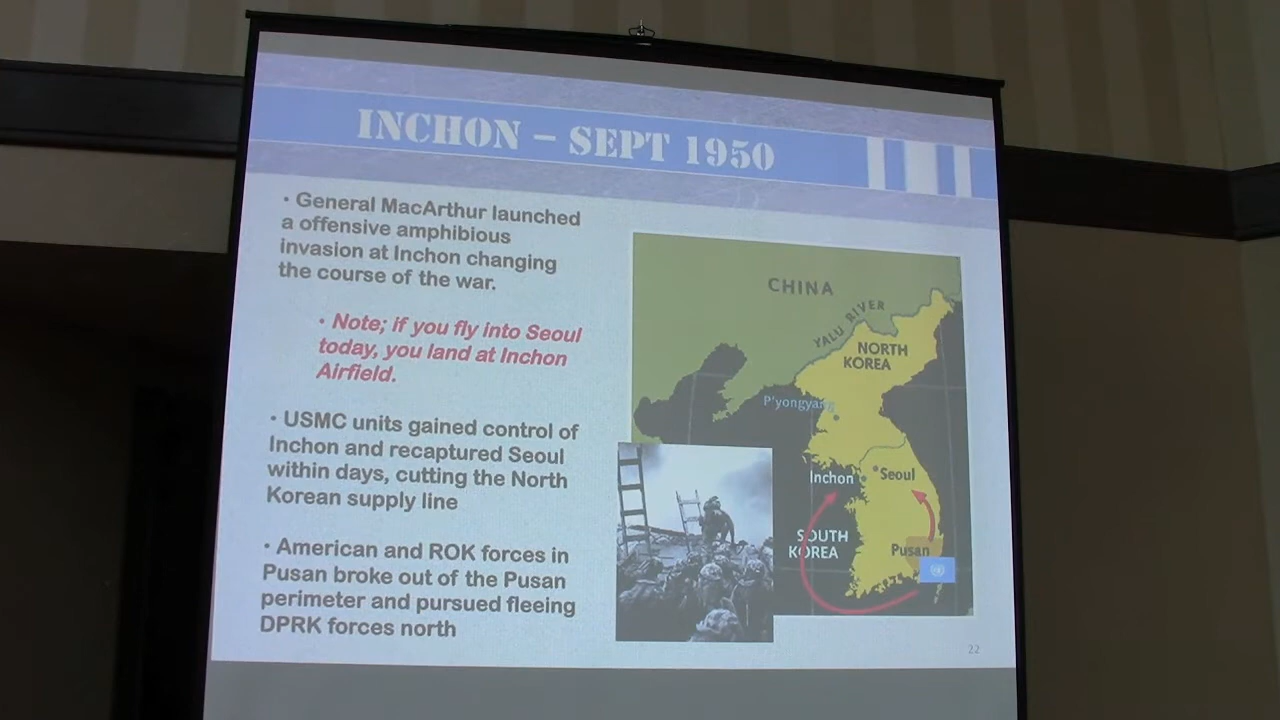 INCHON – SEPT 1950
• General MacArthur launched
a offensive amphibious
invasion at Inchon changing
the course of the war.
• Note; if you fly into Seoul
today, you land at Inchon
Airfield.
• USMC units gained control of
Inchon and recaptured Seoul
within days, cutting the North
Korean supply line
• American and ROK forces in
Pusan broke out of the Pusan
perimeter and pursued fleeing
DPRK forces north
CHINA
YALU RIVER
NORTH
KOREA
P'yongyang
Inchon
Seoul
SOUTH
KOREA
Pusan
22